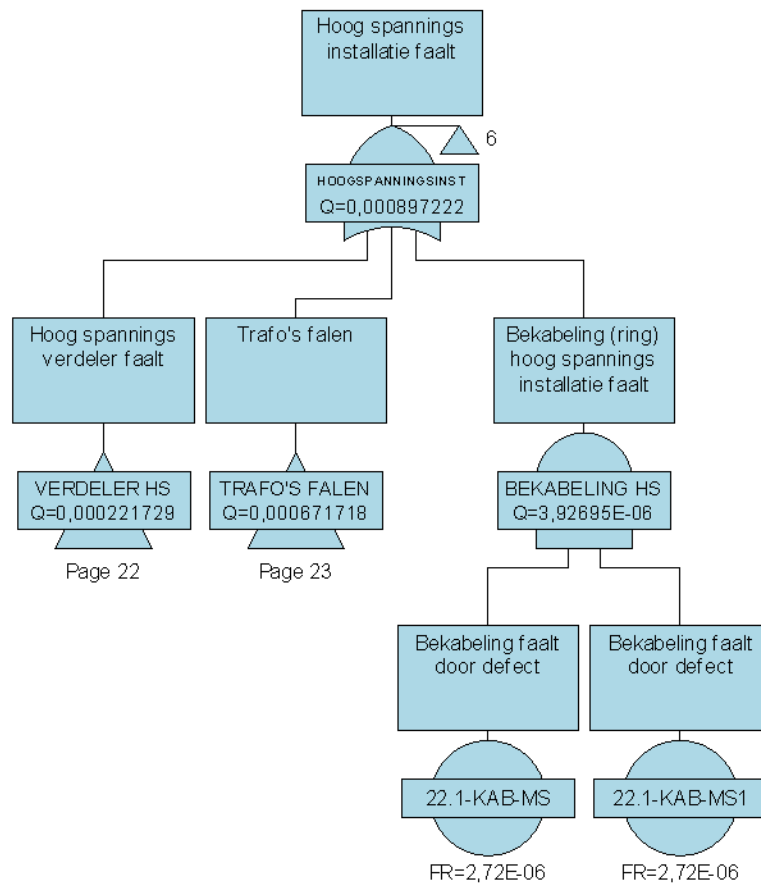 Hoog spannings
installatie faalt
6
HOOGSPANNINGSINST
Q=0,000897222
Hoog spannings
verdeler faalt
Trafo's falen
Bekabeling (ring)
hoog spannings
installatie faalt
VERDELER HS
Q=0,000221729
TRAFO'S FALEN
Q=0,000671718
BEKABELING HS
Q=3,92695E-06
Page 22
Page 23
Bekabeling faalt
door defect
Bekabeling faalt
door defect
22.1-KAB-MS
22.1-KAB-MS1
FR=2,72E-06
FR=2,72E-06